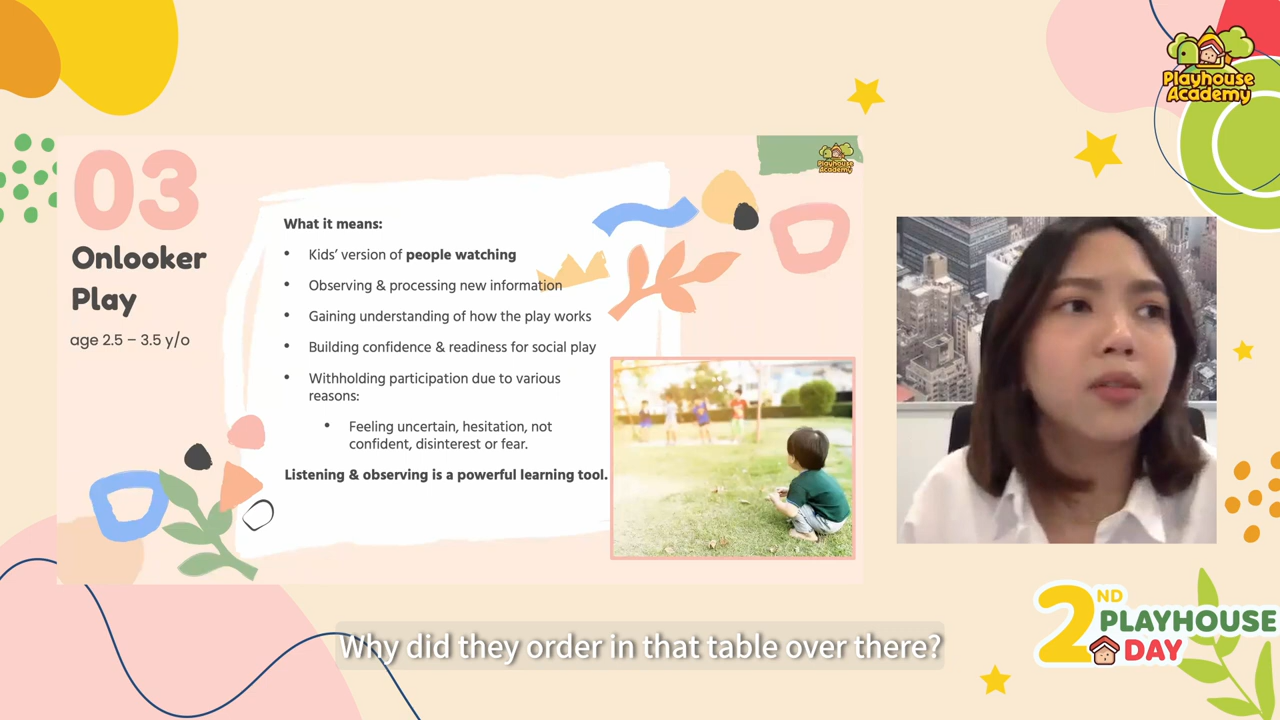 Playhouse
Academy
03
Onlooker
Play
age 2.5 – 3.5 y/o
Playhouse
Academy
What it means:
• Kids' version of people watching
• Observing & processing new information
• Gaining understanding of how the play works
• Building confidence & readiness for social play
• Withholding participation due to various
reasons:
• Feeling uncertain, hesitation, not
confident, disinterest or fear.
Listening & observing is a powerful learning tool.
2ND
PLAYHOUSE
DAY
Why did they order in that table over there?